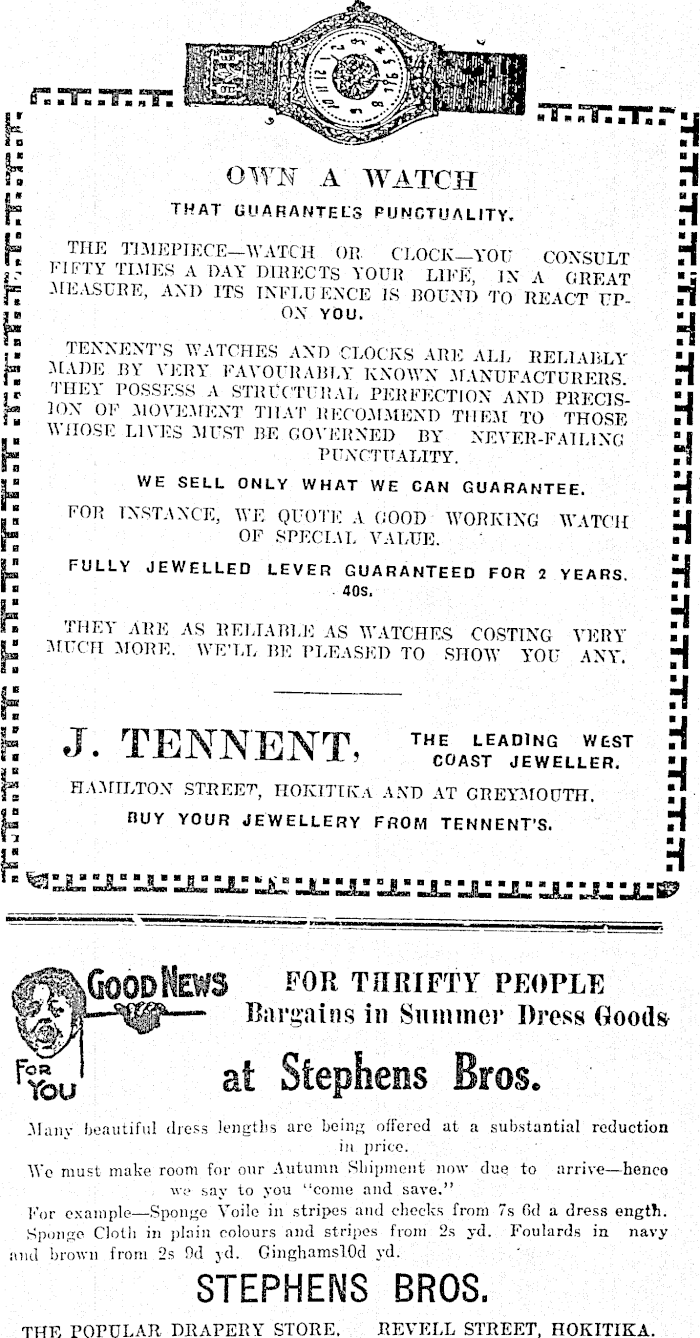 OWN A WATCH
THAT GUARANTEES PUNCTUALITY.
THE TIMEPIECE—WATCH OR CLOCK—YOU CONSULT
FIFTY TIMES A DAY DIRECTS YOUR LIFE, IN A GREAT
MEASURE, AND ITS INFLUENCE IS BOUND TO REACT UP-
ON YOU.
TENNENT'S WATCHES AND CLOCKS ARE ALL RELIABLY
MADE BY VERY FAVOURABLY KNOWN MANUFACTURERS.
THEY POSSESS A STRUCTURAL PERFECTION AND PRECIS-
ION OF MOVEMENT THAT RECOMMEND THEM TO THOSE
WHOSE LIVES MUST BE GOVERNED BY NEVER-FAILING
PUNCTUALITY.
WE SELL ONLY WHAT WE CAN GUARANTEE.
FOR INSTANCE, WE QUOTE A GOOD WORKING WATCH
OF SPECIAL VALUE.
FULLY JEWELLED LEVER GUARANTEED FOR 2 YEARS.
40s.
THEY ARE AS RELIABLE AS WATCHES COSTING VERY
MUCH MORE. WE'LL BE PLEASED TO SHOW YOU ANY.
J. TENNENT, THE LEADING WEST
COAST JEWELLER.
HAMILTON STREET, HOKITIKA AND AT GREYMOUTH.
BUY YOUR JEWELLERY FROM TENNENT'S.
GOOD NEWS
FOR YOU
FOR THRIFTY PEOPLE
Bargains in Summer Dress Goods
at Stephens Bros.
Many beautiful dress lengths are being offered at a substantial reduction
in price.
We must make room for our Autumn Shipment now due to arrive—hence
we say to you "come and save."
For example—Sponge Voile in stripes and checks from 7s 6d a dress ength.
Sponge Cloth in plain colours and stripes from 2s yd. Foulards in navy
and brown from 2s 9d yd. Ginghams10d yd.
STEPHENS BROS.
THE POPULAR DRAPERY STORE. REVELL STREET, HOKITIKA.